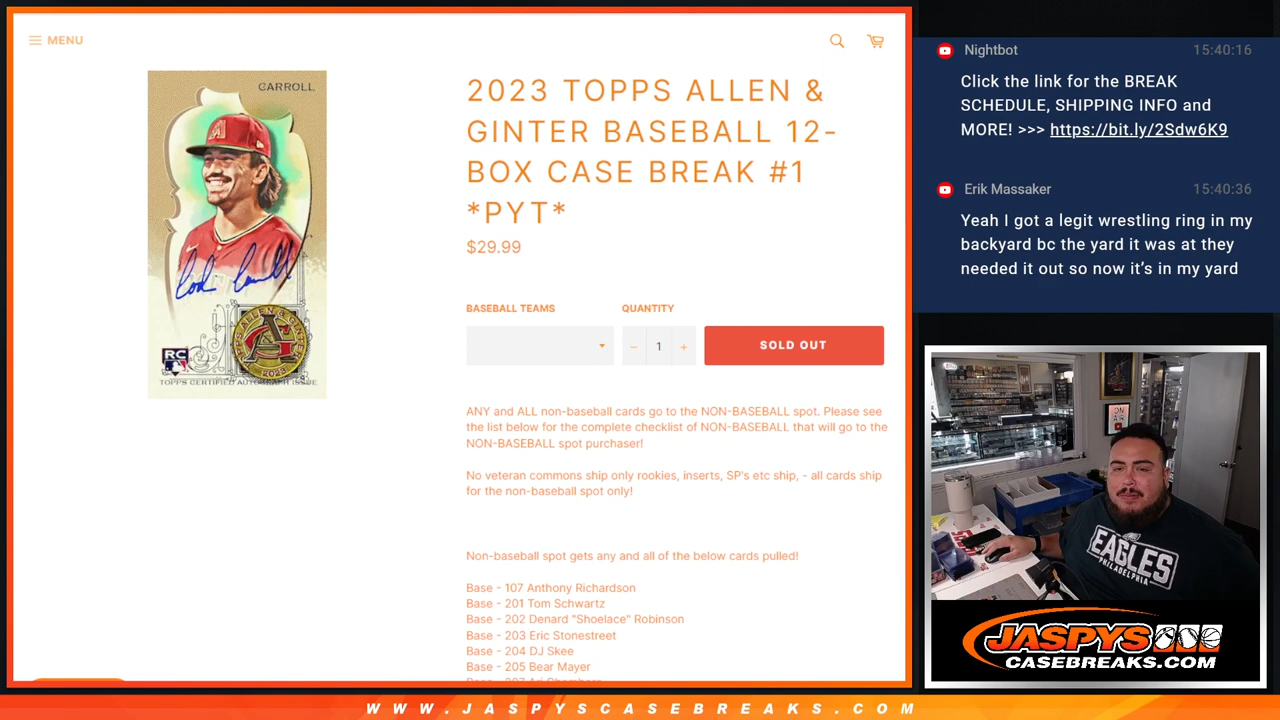 MENU
CARROLL
RC
ALLEN & GINTER
2023
TOPPS CERTIFIED AUTOGRAPH ISSUE
2023 TOPPS ALLEN &
GINTER BASEBALL 12-
BOX CASE BREAK #1
*PYT*
$29.99
BASEBALL TEAMS
QUANTITY
− 1 +
SOLD OUT
ANY and ALL non-baseball cards go to the NON-BASEBALL spot. Please see
the list below for the complete checklist of NON-BASEBALL that will go to the
NON-BASEBALL spot purchaser!
No veteran commons ship only rookies, inserts, SP's etc ship, - all cards ship
for the non-baseball spot only!
Non-baseball spot gets any and all of the below cards pulled!
Base - 107 Anthony Richardson
Base - 201 Tom Schwartz
Base - 202 Denard "Shoelace" Robinson
Base - 203 Eric Stonestreet
Base - 204 DJ Skee
Base - 205 Bear Mayer
Nightbot 15:40:16
Click the link for the BREAK
SCHEDULE, SHIPPING INFO and
MORE! >>> https://bit.ly/2Sdw6K9
Erik Massaker 15:40:36
Yeah I got a legit wrestling ring in my
backyard bc the yard it was at they
needed it out so now it's in my yard
ON
AIR
EAGLES
PHILADELPHIA
JASPYS
CASEBREAKS.COM
WWW.JASPYSCASEBREAKS.COM